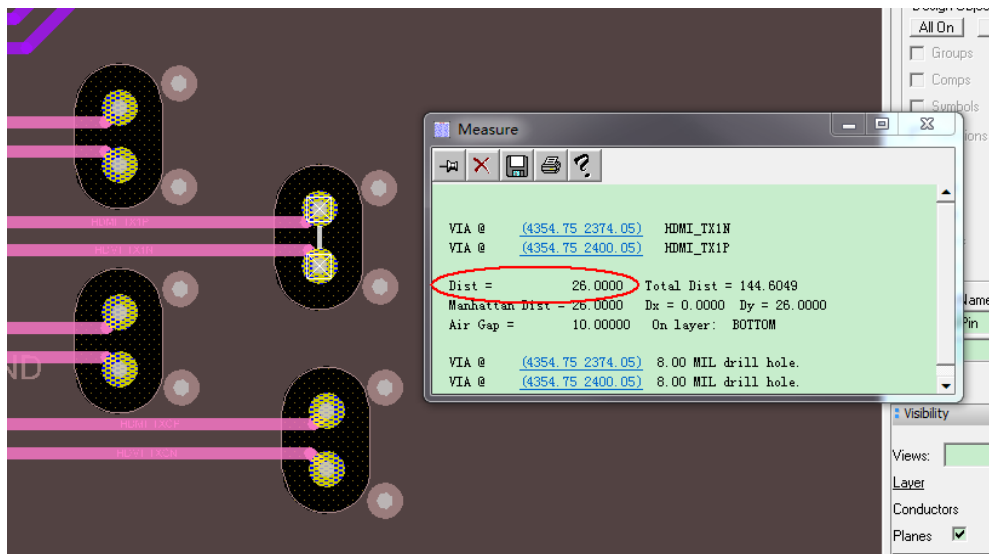 All On
Groups
Comps
Symbols
Measure
VIA @ (4354.75 2374.05) HDMI_TX1N
VIA @ (4354.75 2400.05) HDMI_TX1P
Dist = 26.0000 Total Dist = 144.6049
Manhattan Dist = 26.0000 Dx = 0.0000 Dy = 26.0000
Air Gap = 10.00000 On layer: BOTTOM
VIA @ (4354.75 2374.05) 8.00 MIL drill hole.
VIA @ (4354.75 2400.05) 8.00 MIL drill hole.
HDMI_TX1P
HDMI_TX1N
HDMI_TXCP
HDMI_TXCN
Pin
Visibility
Views:
Layer
Conductors
Planes